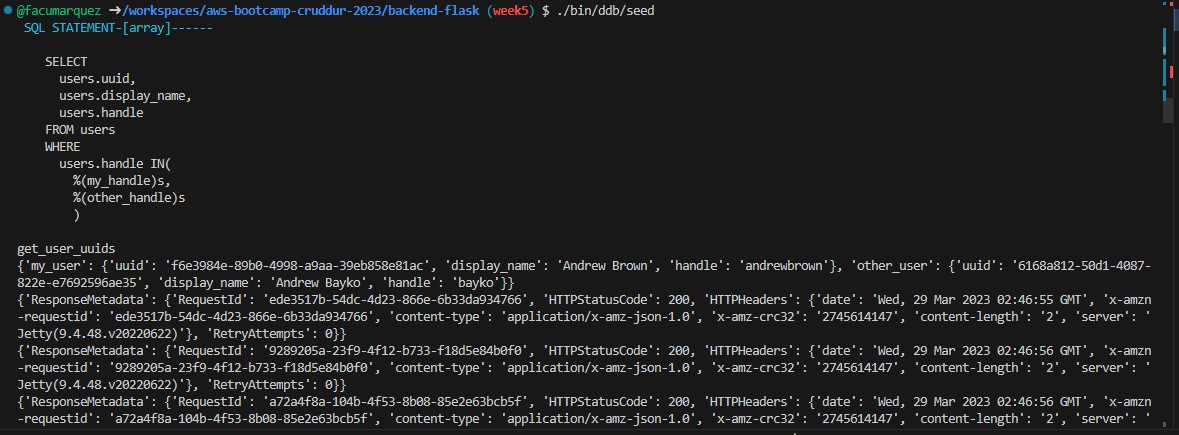 @facumarquez ➜/workspaces/aws-bootcamp-cruddur-2023/backend-flask (week5) $ ./bin/ddb/seed
SQL STATEMENT-[array]------
SELECT
users.uuid,
users.display_name,
users.handle
FROM users
WHERE
users.handle IN(
%(my_handle)s,
%(other_handle)s
)
get_user_uuids
{'my_user': {'uuid': 'f6e3984e-89b0-4998-a9aa-39eb858e81ac', 'display_name': 'Andrew Brown', 'handle': 'andrewbrown'}, 'other_user': {'uuid': '6168a812-50d1-4087-
822e-e7692596ae35', 'display_name': 'Andrew Bayko', 'handle': 'bayko'}}
{'ResponseMetadata': {'RequestId': 'ede3517b-54dc-4d23-866e-6b33da934766', 'HTTPStatusCode': 200, 'HTTPHeaders': {'date': 'Wed, 29 Mar 2023 02:46:55 GMT', 'x-amzn
-requestid': 'ede3517b-54dc-4d23-866e-6b33da934766', 'content-type': 'application/x-amz-json-1.0', 'x-amz-crc32': '2745614147', 'content-length': '2', 'server': '
Jetty(9.4.48.v20220622)'}, 'RetryAttempts': 0}}
{'ResponseMetadata': {'RequestId': '9289205a-23f9-4f12-b733-f18d5e84b0f0', 'HTTPStatusCode': 200, 'HTTPHeaders': {'date': 'Wed, 29 Mar 2023 02:46:56 GMT', 'x-amzn
-requestid': '9289205a-23f9-4f12-b733-f18d5e84b0f0', 'content-type': 'application/x-amz-json-1.0', 'x-amz-crc32': '2745614147', 'content-length': '2', 'server': '
Jetty(9.4.48.v20220622)'}, 'RetryAttempts': 0}}
{'ResponseMetadata': {'RequestId': 'a72a4f8a-104b-4f53-8b08-85e2e63bcb5f', 'HTTPStatusCode': 200, 'HTTPHeaders': {'date': 'Wed, 29 Mar 2023 02:46:56 GMT', 'x-amzn
-requestid': 'a72a4f8a-104b-4f53-8b08-85e2e63bcb5f', 'content-type': 'application/x-amz-json-1.0', 'x-amz-crc32': '2745614147', 'content-length': '2', 'server': '